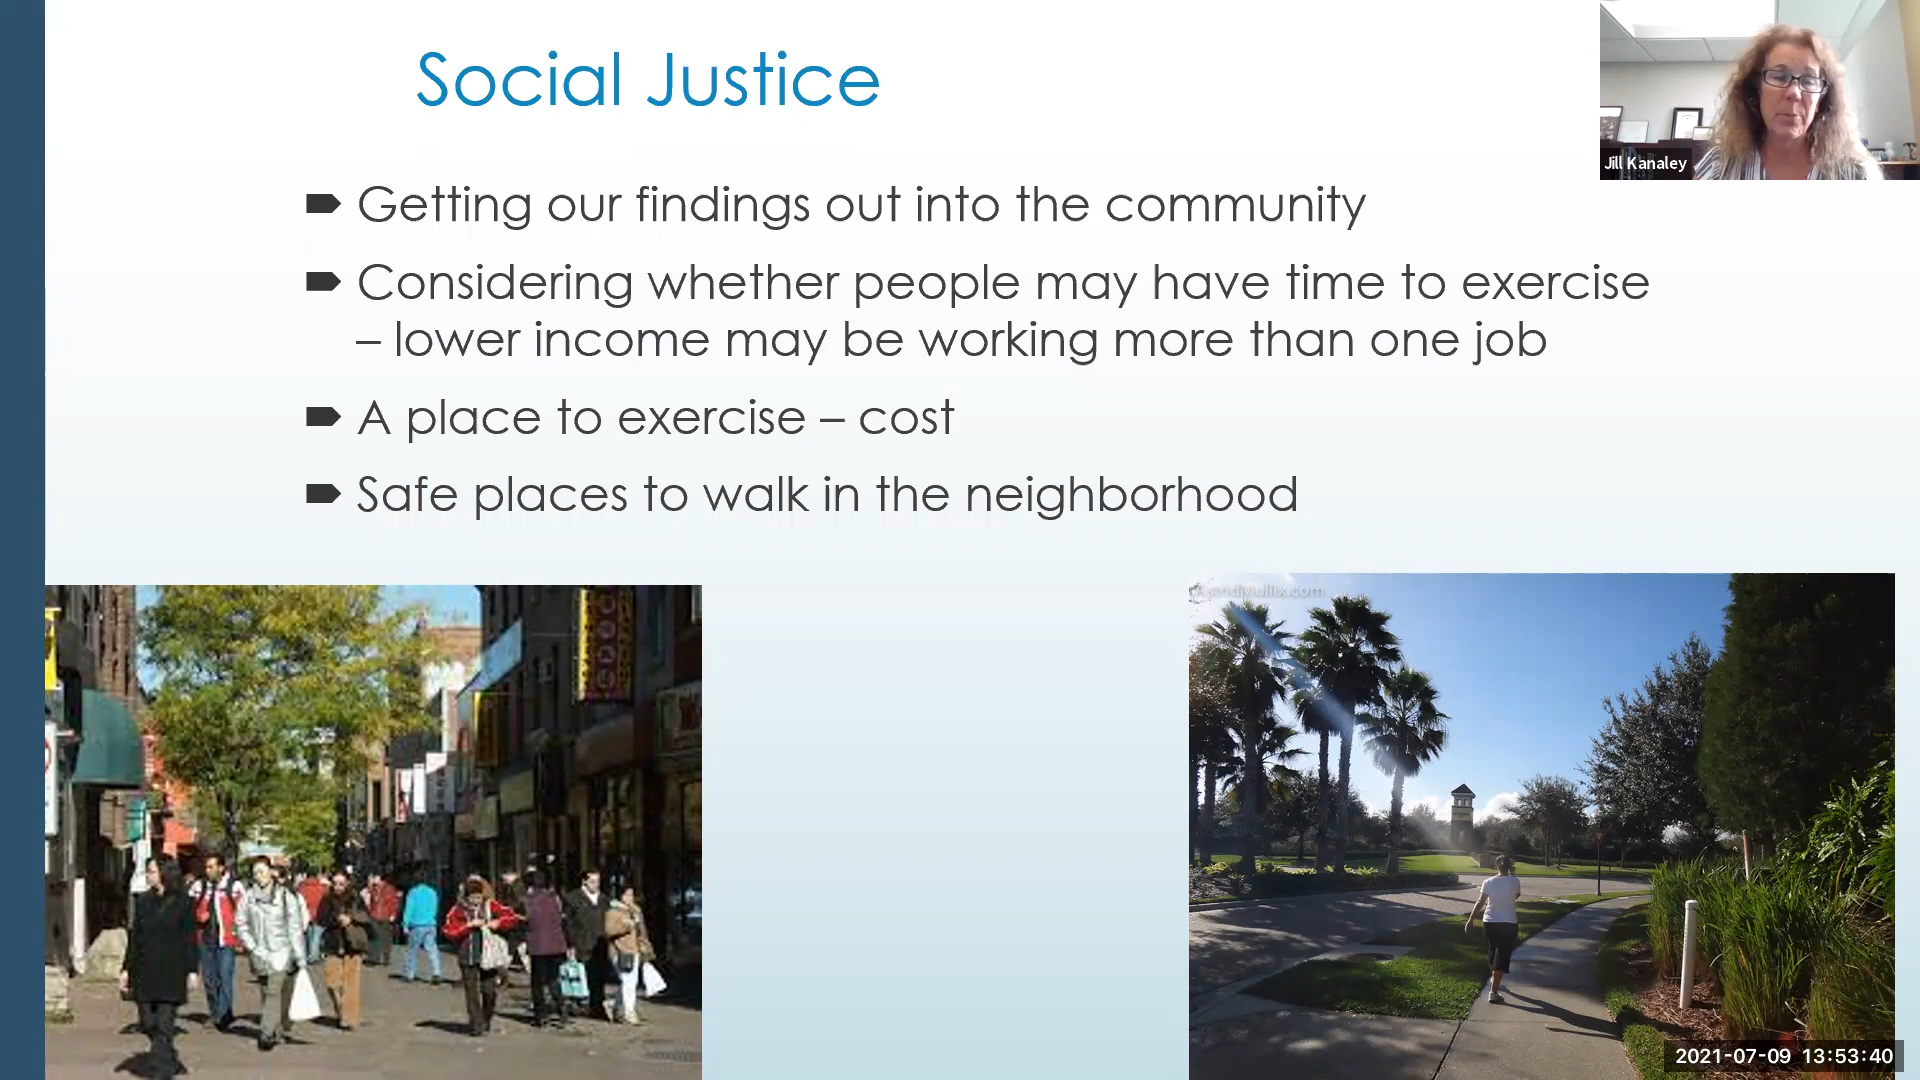 Social Justice
Jill Kanaley
Getting our findings out into the community
Considering whether people may have time to exercise
– lower income may be working more than one job
A place to exercise – cost
Safe places to walk in the neighborhood
2021-07-09 13:53:40